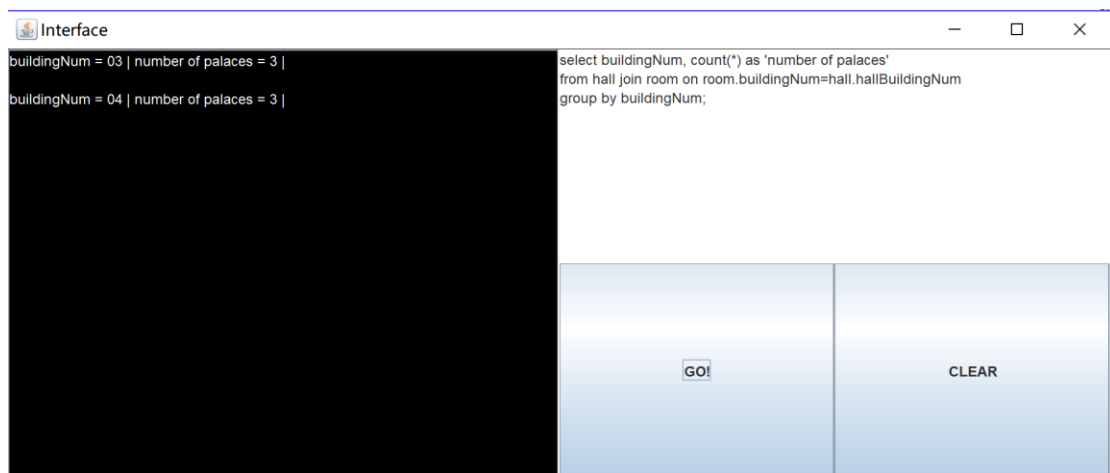 Interface
buildingNum = 03 | number of palaces = 3 |
buildingNum = 04 | number of palaces = 3 |
select buildingNum, count(*) as 'number of palaces'
from hall join room on room.buildingNum=hall.hallBuildingNum
group by buildingNum;
GO!
CLEAR